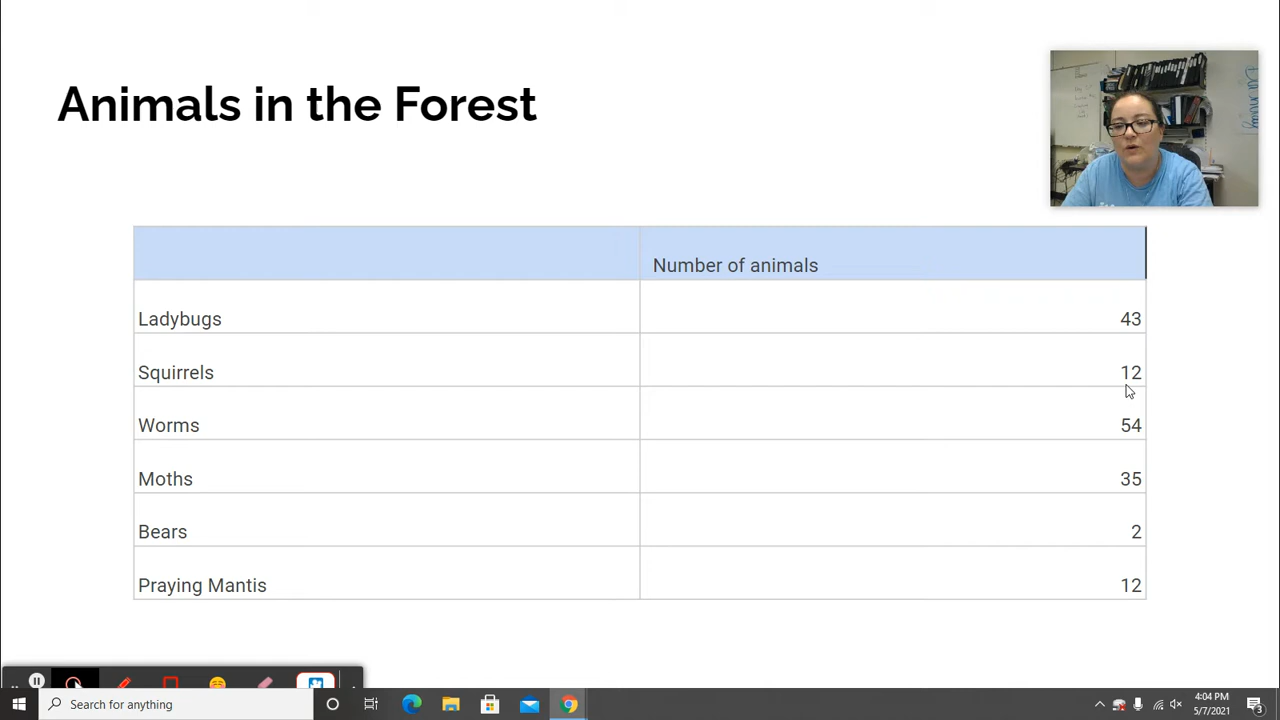 Animals in the Forest
Number of animals
Ladybugs 43
Squirrels 12
Worms 54
Moths 35
Bears 2
Praying Mantis 12
Search for anything
4:04 PM
5/7/2021
3